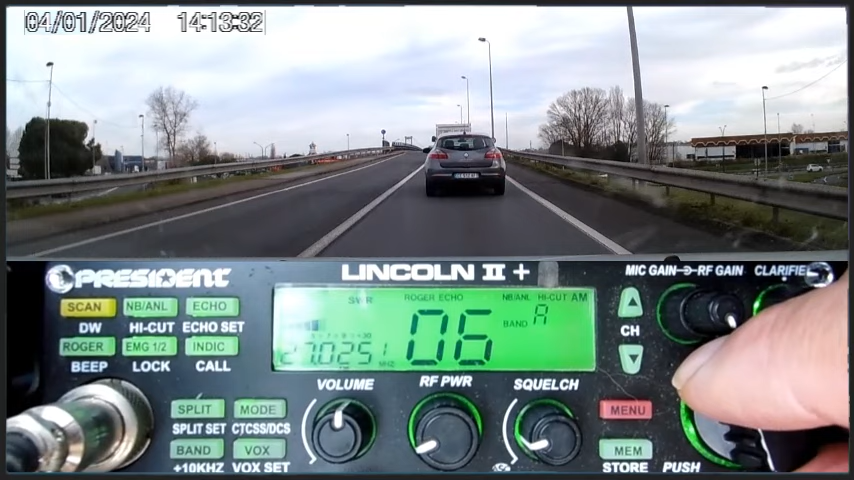 04/01/2024 14:13:32
PRESIDENT LINCOLN II + MIC GAIN RF GAIN CLARIFIE
SCAN NB/ANL ECHO
DW HI-CUT ECHO SET
ROGER EMG 1/2 INDIC
BEEP LOCK CALL
SWR ROGER ECHO NB/ANL HI-CUT AM
BAND A
06
27.0251 MHZ
CH
VOLUME RF PWR SQUELCH
SPLIT MODE MENU
SPLIT SET CTCSS/DCS
BAND VOX MEM
+10KHZ VOX SET STORE PUSH